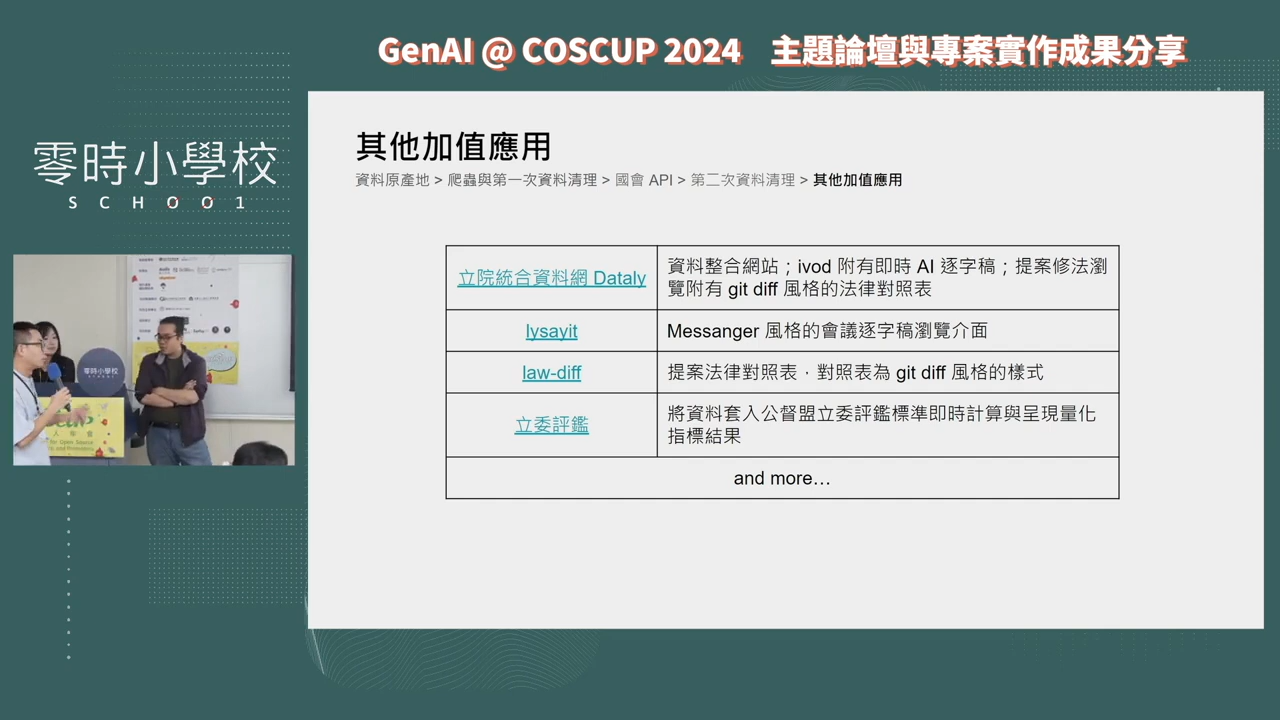 GenAI @ COSCUP 2024 主題論壇與專案實作成果分享
零時小學校
SCHOO1
其他加值應用
資料原產地 > 爬蟲與第一次資料清理 > 國會 API > 第二次資料清理 > 其他加值應用
立院統合資料網 Dataly
資料整合網站；ivod 附有即時 AI 逐字稿；提案修法瀏
覽附有 git diff 風格的法律對照表
lysayit
Messanger 風格的會議逐字稿瀏覽介面
law-diff
提案法律對照表，對照表為 git diff 風格的樣式
立委評鑑
將資料套入公督盟立委評鑑標準即時計算與呈現量化
指標結果
and more…
零時小學校